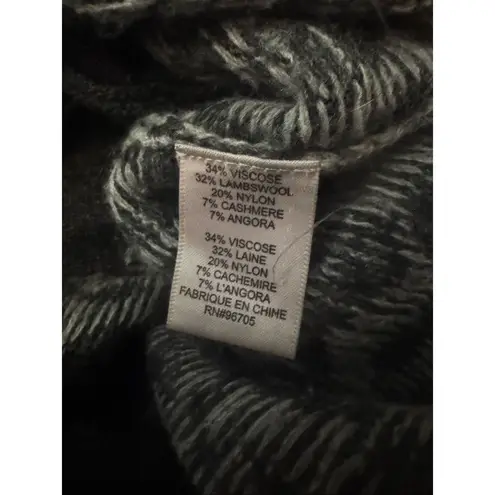 34% VISCOSE
32% LAMBSWOOL
20% NYLON
7% CASHMERE
7% ANGORA
34% VISCOSE
32% LAINE
20% NYLON
7% CACHEMIRE
7% L'ANGORA
FABRIQUE EN CHINE
RN#96705